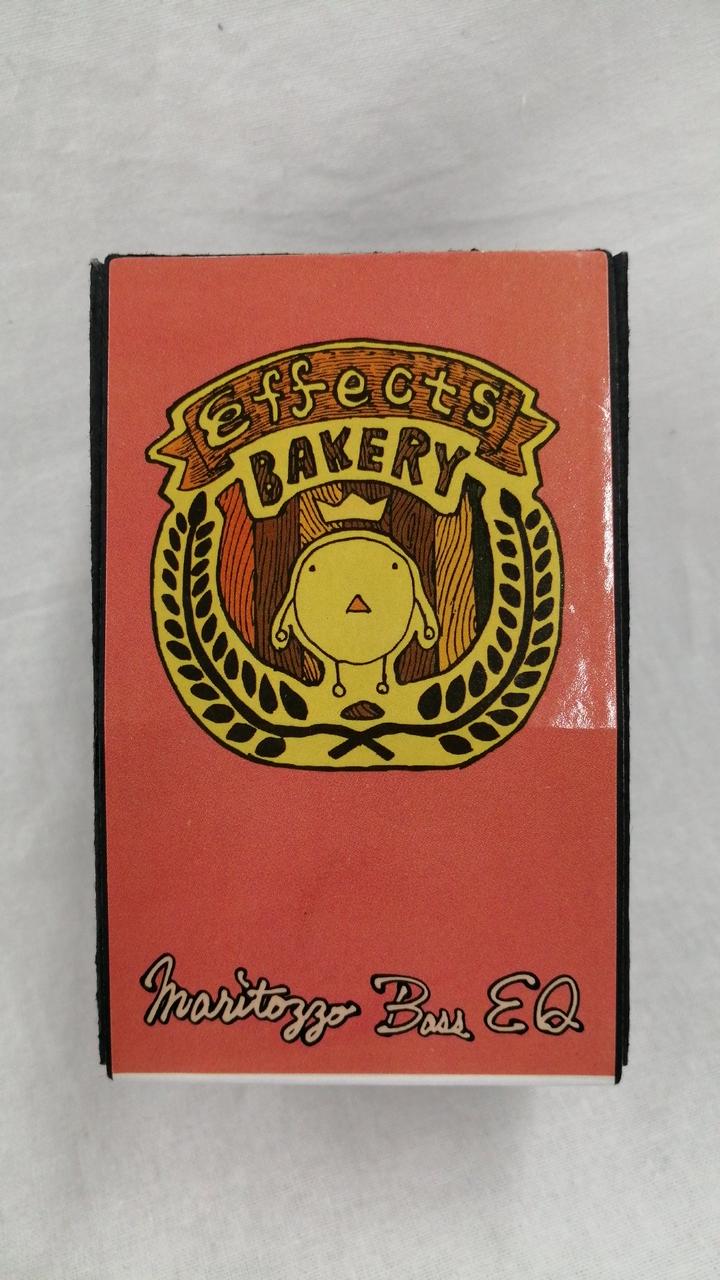 Effects
BAKERY
Maritozzo Bass EQ